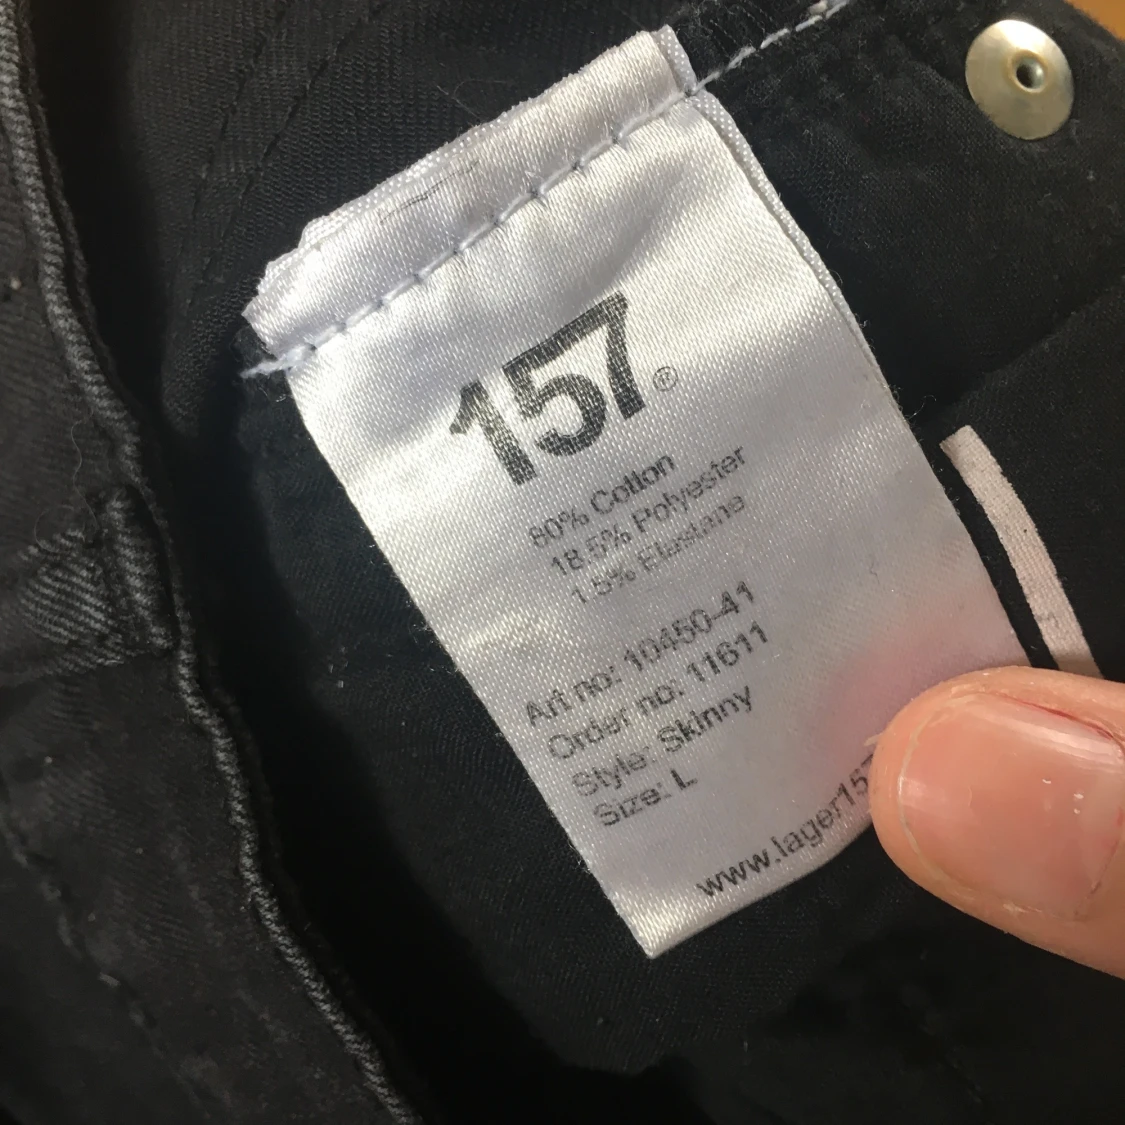 157®
80% Cotton
18.5% Polyester
1.5% Elastane
Art no: 10450-41
Order no: 11611
Style: Skinny
Size: L
www.lager157